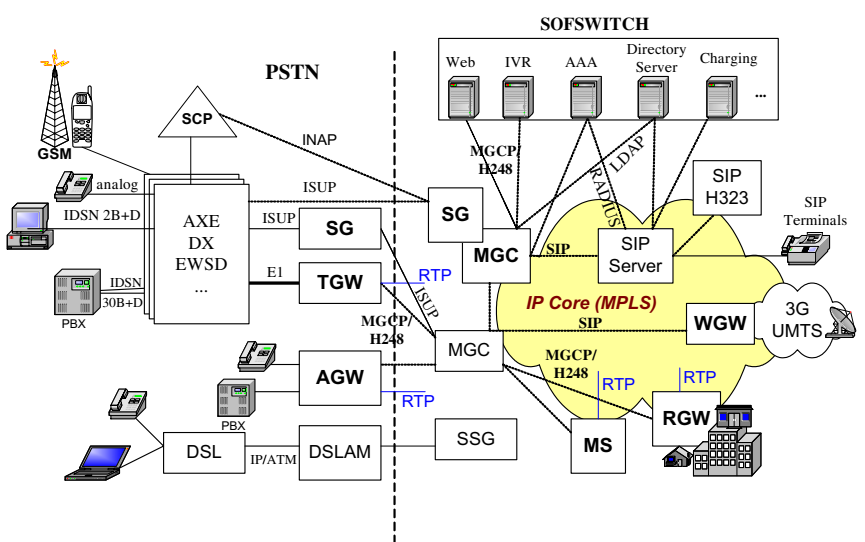 SOFSWITCH
PSTN
Web
IVR
AAA
Directory
Server
Charging
...
SCP
INAP
GSM
MGCP/
H248
LDAP
RADIUS
SIP
H323
analog
ISUP
IDSN 2B+D
AXE
DX
EWSD
...
ISUP
SG
SG
MGC
SIP
SIP
Server
SIP
Terminals
E1
TGW
RTP
ISUP
IDSN
30B+D
PBX
IP Core (MPLS)
SIP
WGW
3G
UMTS
MGCP/
H248
MGC
MGCP/
H248
AGW
RTP
PBX
RTP
RTP
RGW
MS
DSL
IP/ATM
DSLAM
SSG